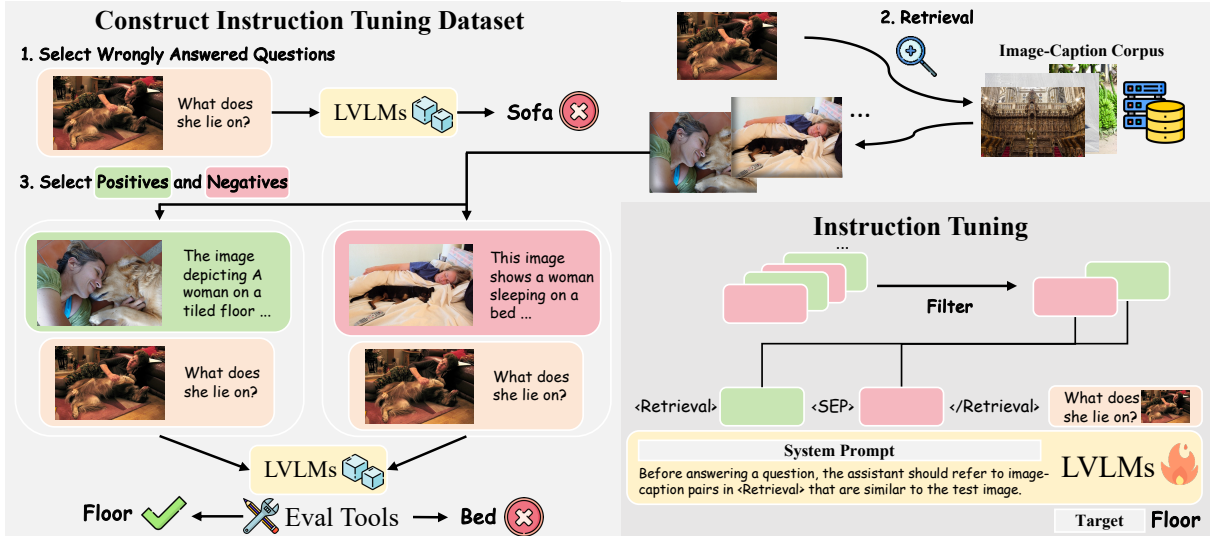 Construct Instruction Tuning Dataset
1. Select Wrongly Answered Questions
What does
she lie on?
LVLMs
Sofa
2. Retrieval
Image-Caption Corpus
...
3. Select Positives and Negatives
The image
depicting A
woman on a
tiled floor ...
This image
shows a woman
sleeping on a
bed ...
What does
she lie on?
What does
she lie on?
LVLMs
Floor
Eval Tools
Bed
Instruction Tuning
...
Filter
<Retrieval>
<SEP>
</Retrieval>
What does
she lie on?
System Prompt
Before answering a question, the assistant should refer to image-
caption pairs in <Retrieval> that are similar to the test image.
LVLMs
Target
Floor